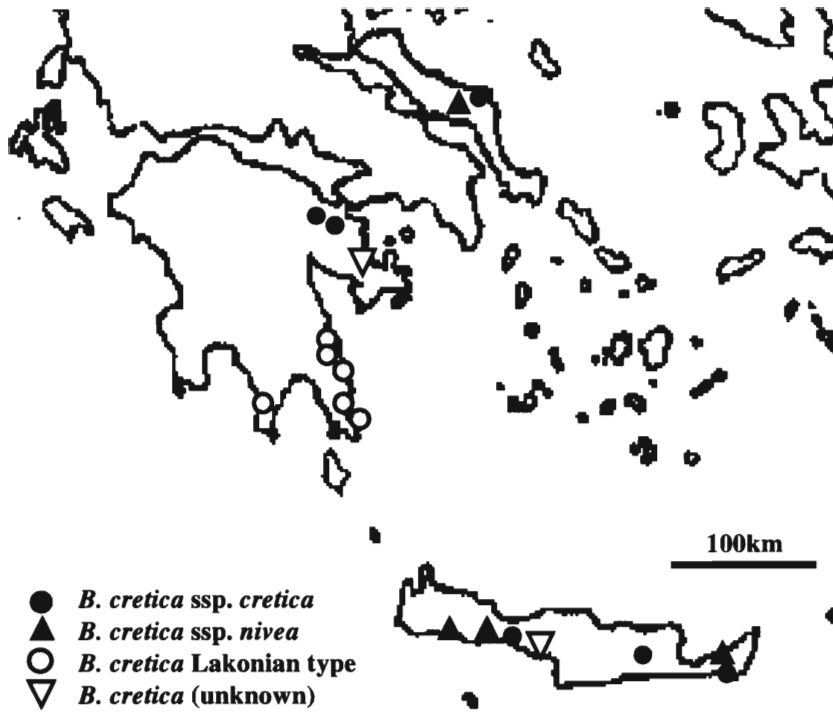 100km
B. cretica ssp. cretica
B. cretica ssp. nivea
B. cretica Lakonian type
B. cretica (unknown)